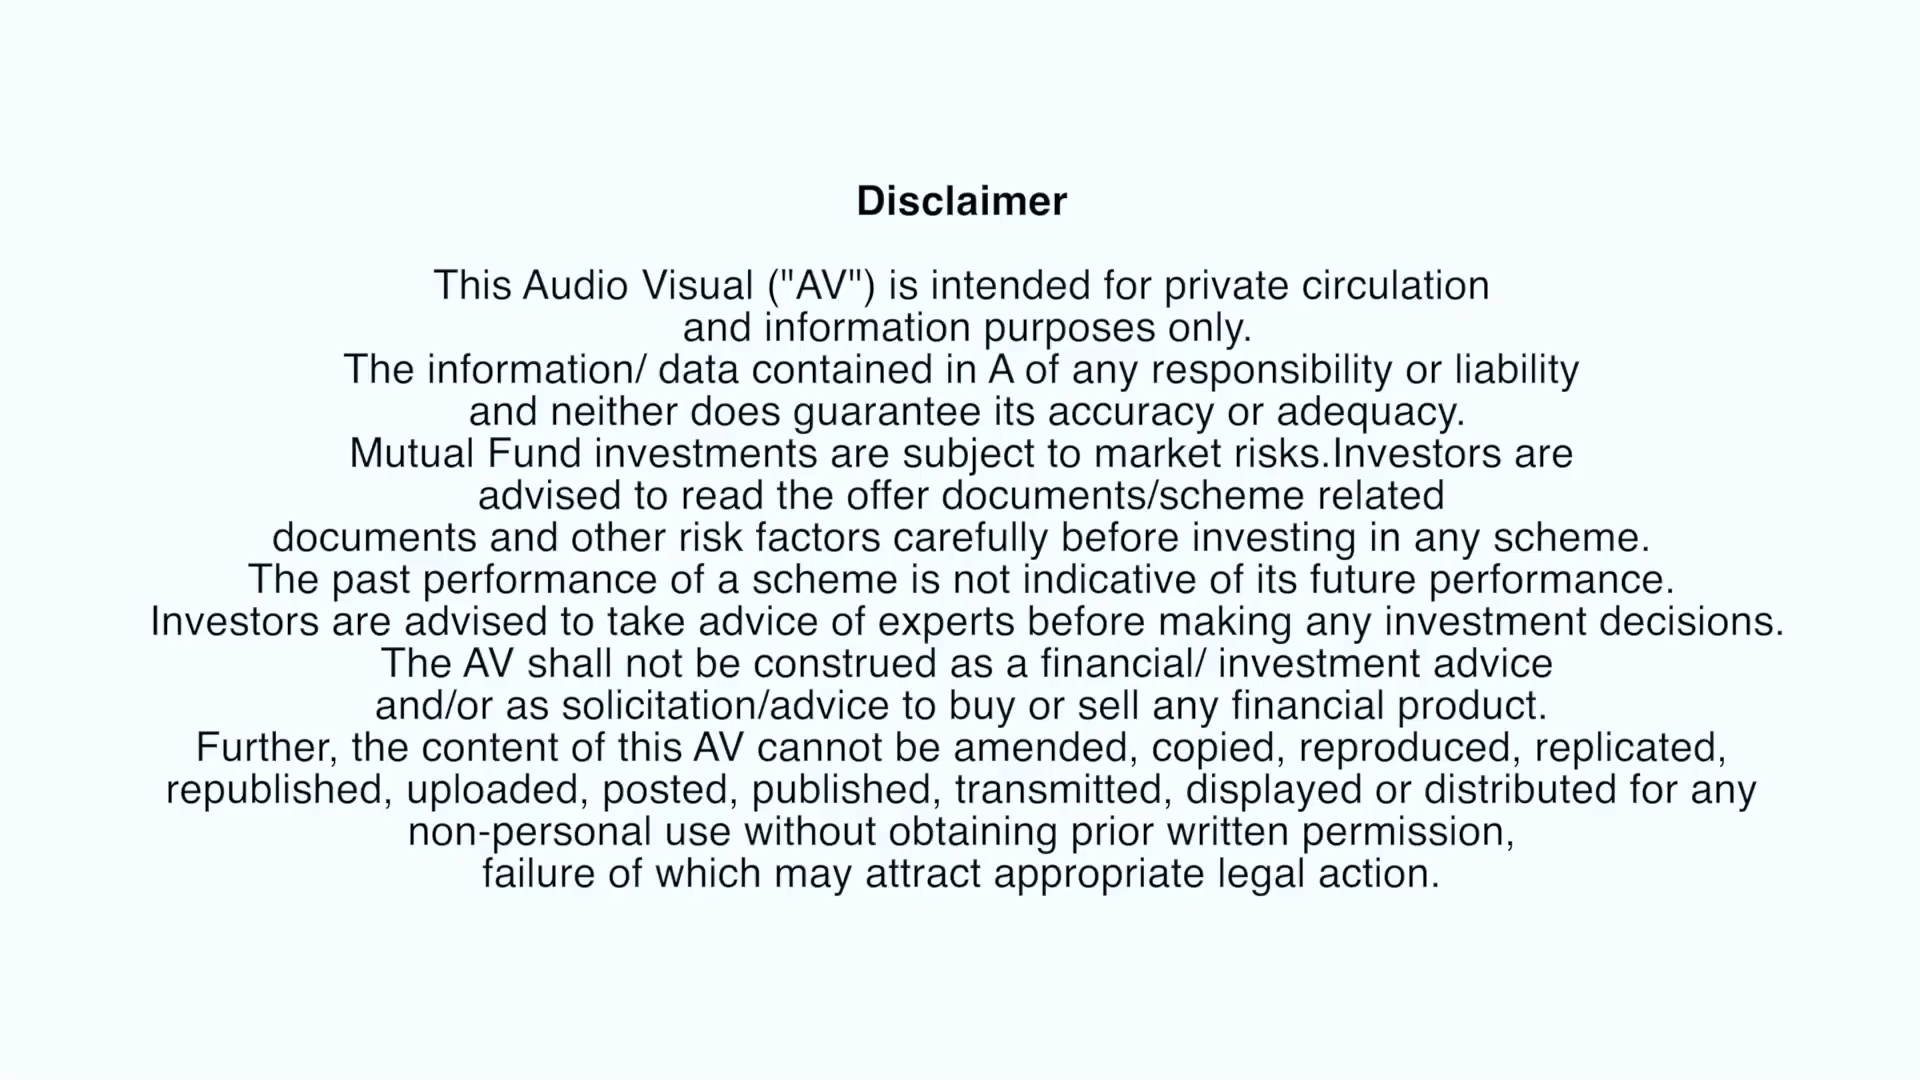 Disclaimer
This Audio Visual ("AV") is intended for private circulation
and information purposes only.
The information/ data contained in A of any responsibility or liability
and neither does guarantee its accuracy or adequacy.
Mutual Fund investments are subject to market risks.Investors are
advised to read the offer documents/scheme related
documents and other risk factors carefully before investing in any scheme.
The past performance of a scheme is not indicative of its future performance.
Investors are advised to take advice of experts before making any investment decisions.
The AV shall not be construed as a financial/ investment advice
and/or as solicitation/advice to buy or sell any financial product.
Further, the content of this AV cannot be amended, copied, reproduced, replicated,
republished, uploaded, posted, published, transmitted, displayed or distributed for any
non-personal use without obtaining prior written permission,
failure of which may attract appropriate legal action.